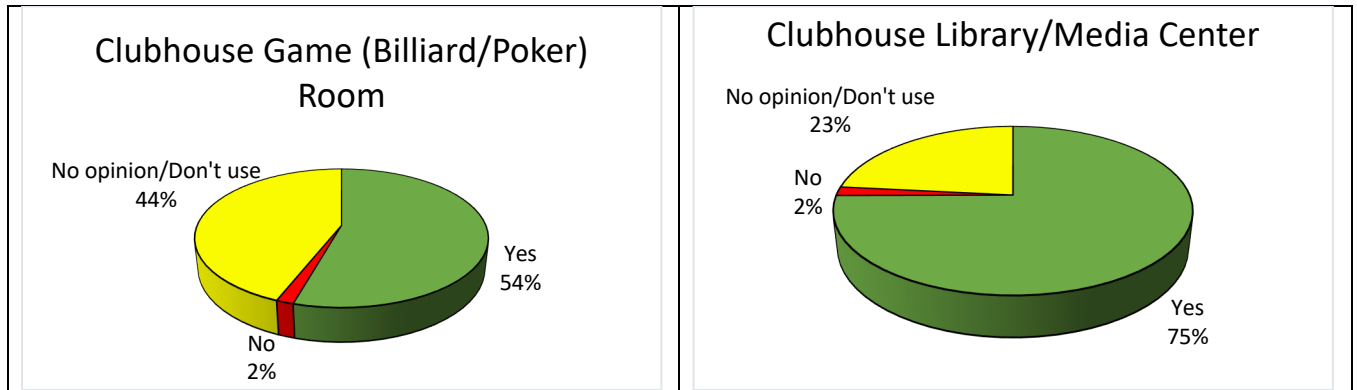 Clubhouse Game (Billiard/Poker)
Room
No opinion/Don't use
44%
Yes
54%
No
2%
Clubhouse Library/Media Center
No opinion/Don't use
23%
No
2%
Yes
75%